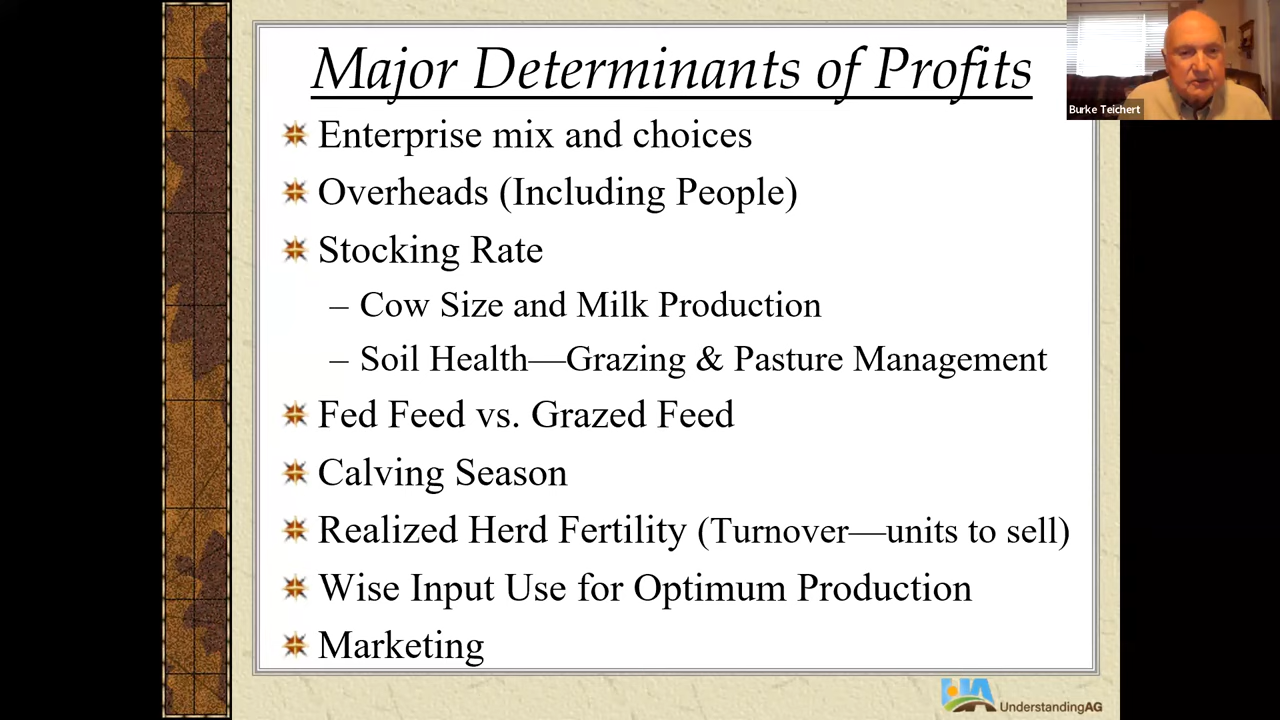 Major Determinants of Profits
Burke Teichert
Enterprise mix and choices
Overheads (Including People)
Stocking Rate
– Cow Size and Milk Production
– Soil Health—Grazing & Pasture Management
Fed Feed vs. Grazed Feed
Calving Season
Realized Herd Fertility (Turnover—units to sell)
Wise Input Use for Optimum Production
Marketing
UA
UnderstandingAG